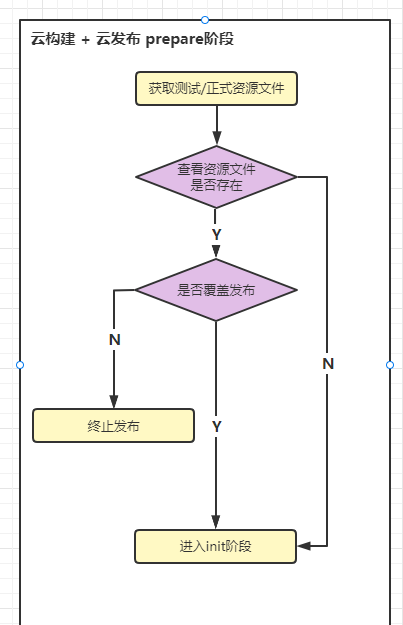 云构建 + 云发布 prepare阶段
获取测试/正式资源文件
查看资源文件
是否存在
Y
是否覆盖发布
N
N
终止发布
Y
进入init阶段